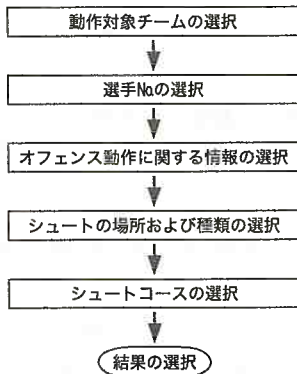 動作対象チームの選択
選手No.の選択
オフェンス動作に関する情報の選択
シュートの場所および種類の選択
シュートコースの選択
結果の選択